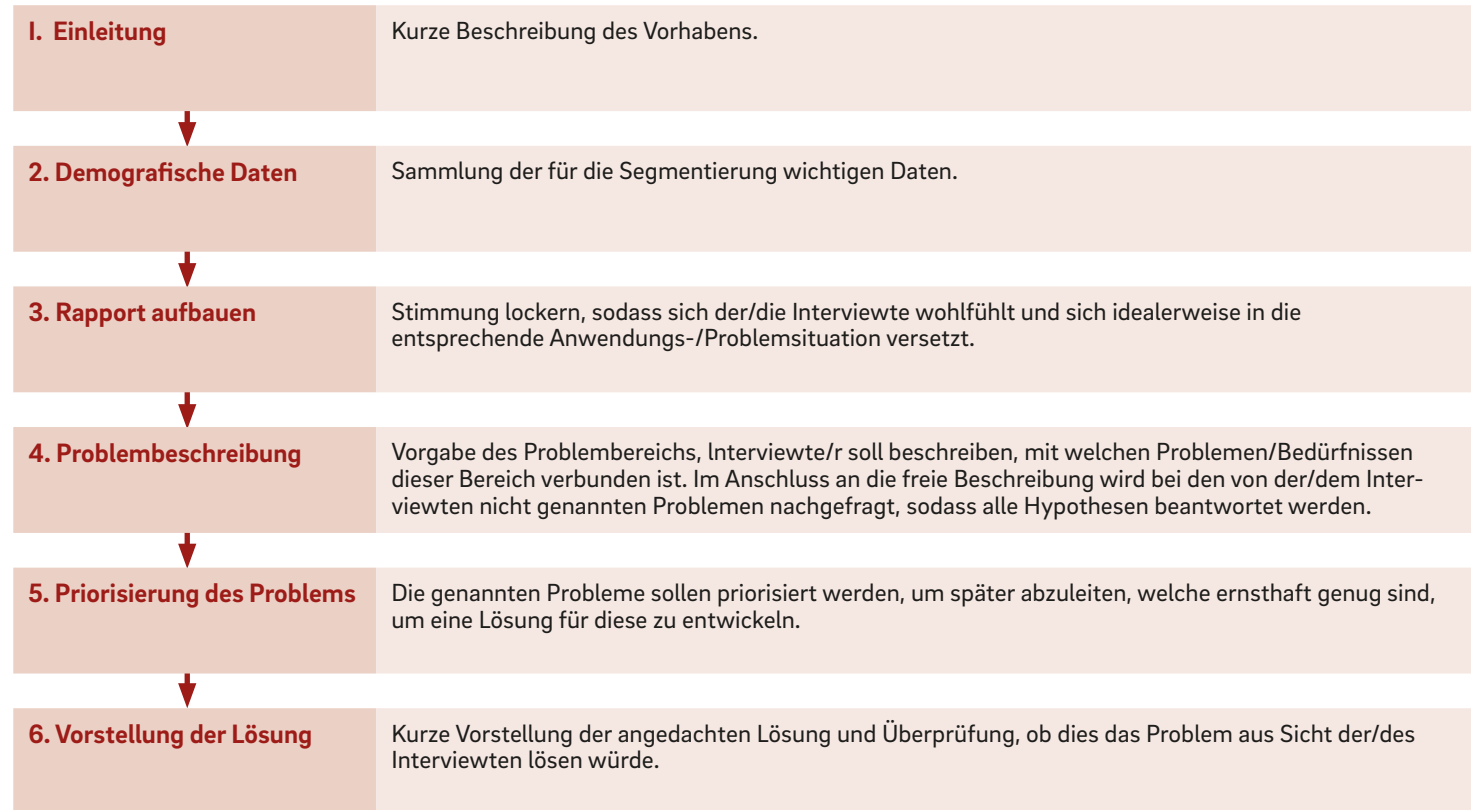 I. Einleitung
Kurze Beschreibung des Vorhabens.
2. Demografische Daten
Sammlung der für die Segmentierung wichtigen Daten.
3. Rapport aufbauen
Stimmung lockern, sodass sich der/die Interviewte wohlfühlt und sich idealerweise in die
entsprechende Anwendungs-/Problemsituation versetzt.
4. Problembeschreibung
Vorgabe des Problembereichs, Interviewte/r soll beschreiben, mit welchen Problemen/Bedürfnissen
dieser Bereich verbunden ist. Im Anschluss an die freie Beschreibung wird bei den von der/dem Inter-
viewten nicht genannten Problemen nachgefragt, sodass alle Hypothesen beantwortet werden.
5. Priorisierung des Problems
Die genannten Probleme sollen priorisiert werden, um später abzuleiten, welche ernsthaft genug sind,
um eine Lösung für diese zu entwickeln.
6. Vorstellung der Lösung
Kurze Vorstellung der angedachten Lösung und Überprüfung, ob dies das Problem aus Sicht der/des
Interviewten lösen würde.